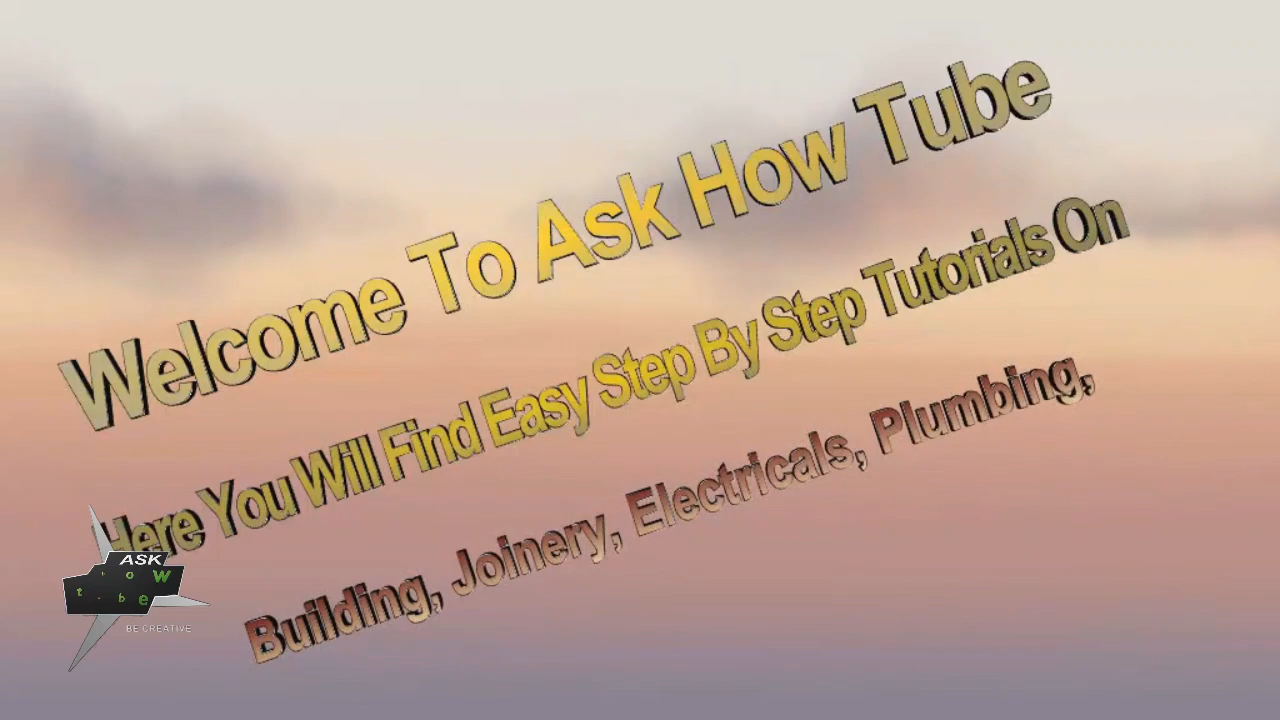 Welcome To Ask How Tube
Here You Will Find Easy Step By Step Tutorials On
Building, Joinery, Electricals, Plumbing,
ASK
o w
t b e
BE CREATIVE